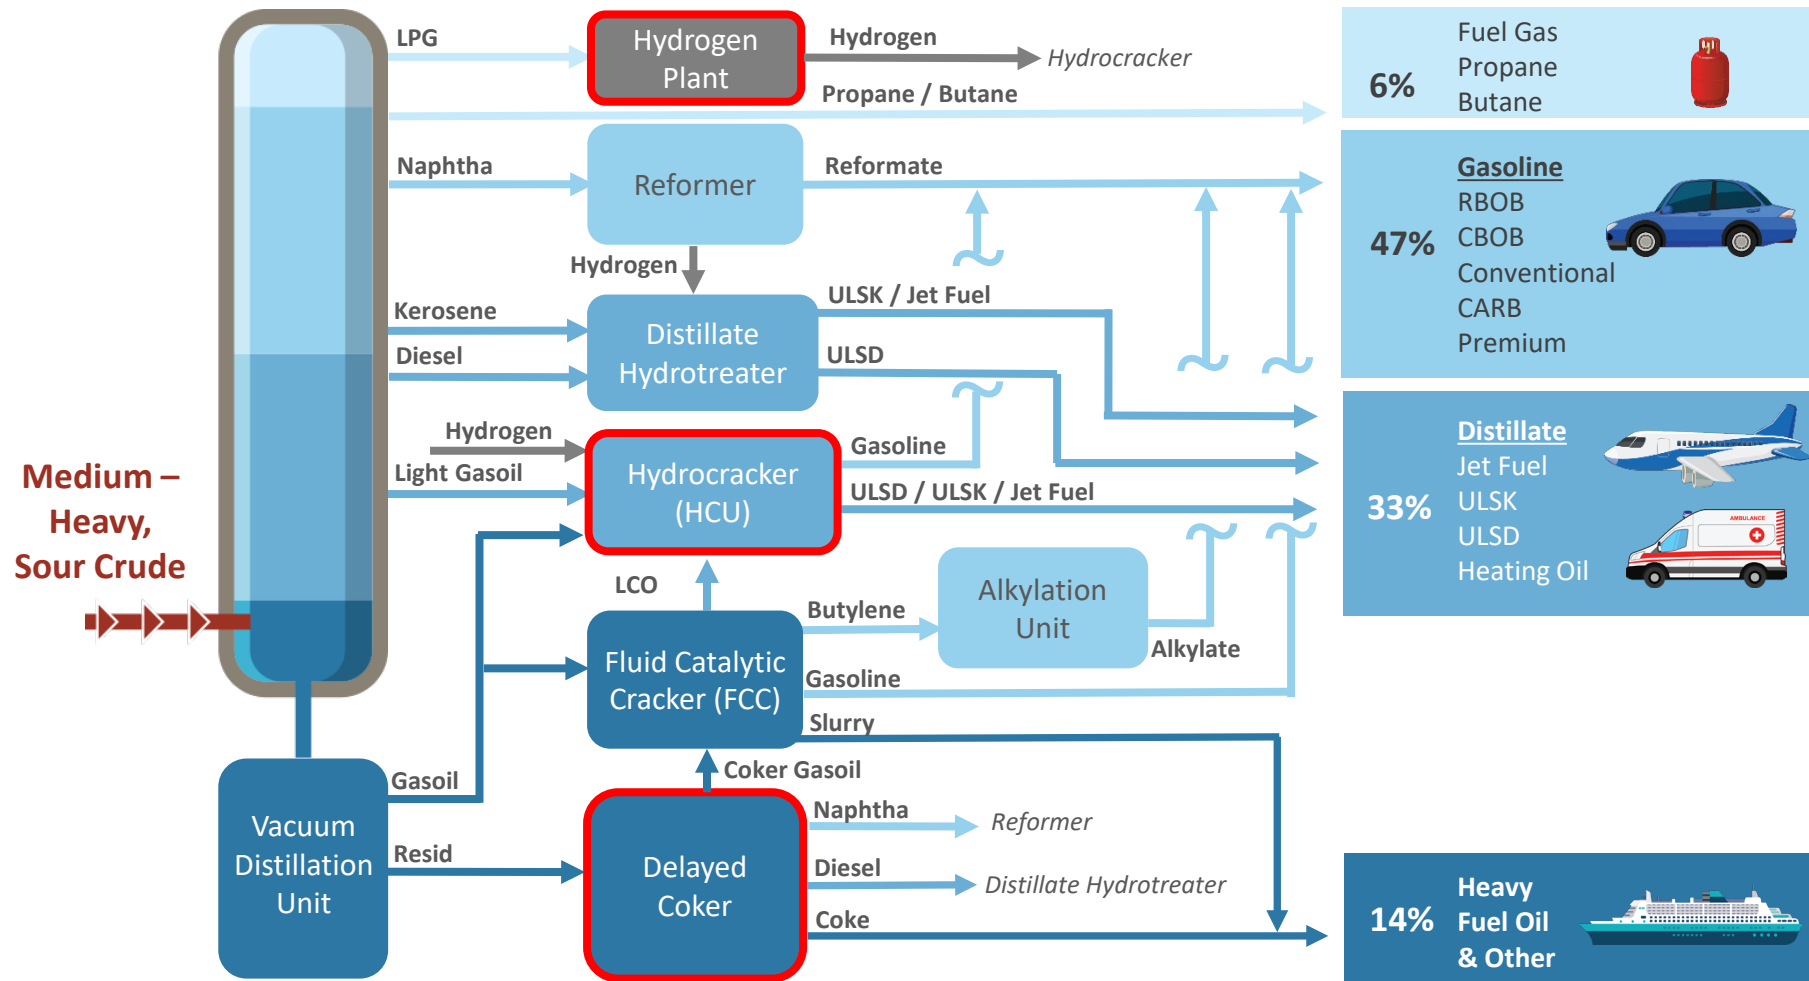 LPG
Hydrogen
Plant
Hydrogen
Hydrocracker
Propane / Butane
Naphtha
Reformer
Reformate
Hydrogen
Kerosene
Diesel
Distillate
Hydrotreater
ULSK / Jet Fuel
ULSD
Hydrogen
Light Gasoil
Hydrocracker
(HCU)
Gasoline
ULSD / ULSK / Jet Fuel
Medium –
Heavy,
Sour Crude
LCO
Fluid Catalytic
Cracker (FCC)
Butylene
Alkylation
Unit
Alkylate
Gasoline
Slurry
Coker Gasoil
Gasoil
Vacuum
Distillation
Unit
Resid
Delayed
Coker
Naphtha
Reformer
Diesel
Distillate Hydrotreater
Coke
6%
Fuel Gas
Propane
Butane
47%
Gasoline
RBOB
CBOB
Conventional
CARB
Premium
33%
Distillate
Jet Fuel
ULSK
ULSD
Heating Oil
AMBULANCE
14%
Heavy
Fuel Oil
& Other